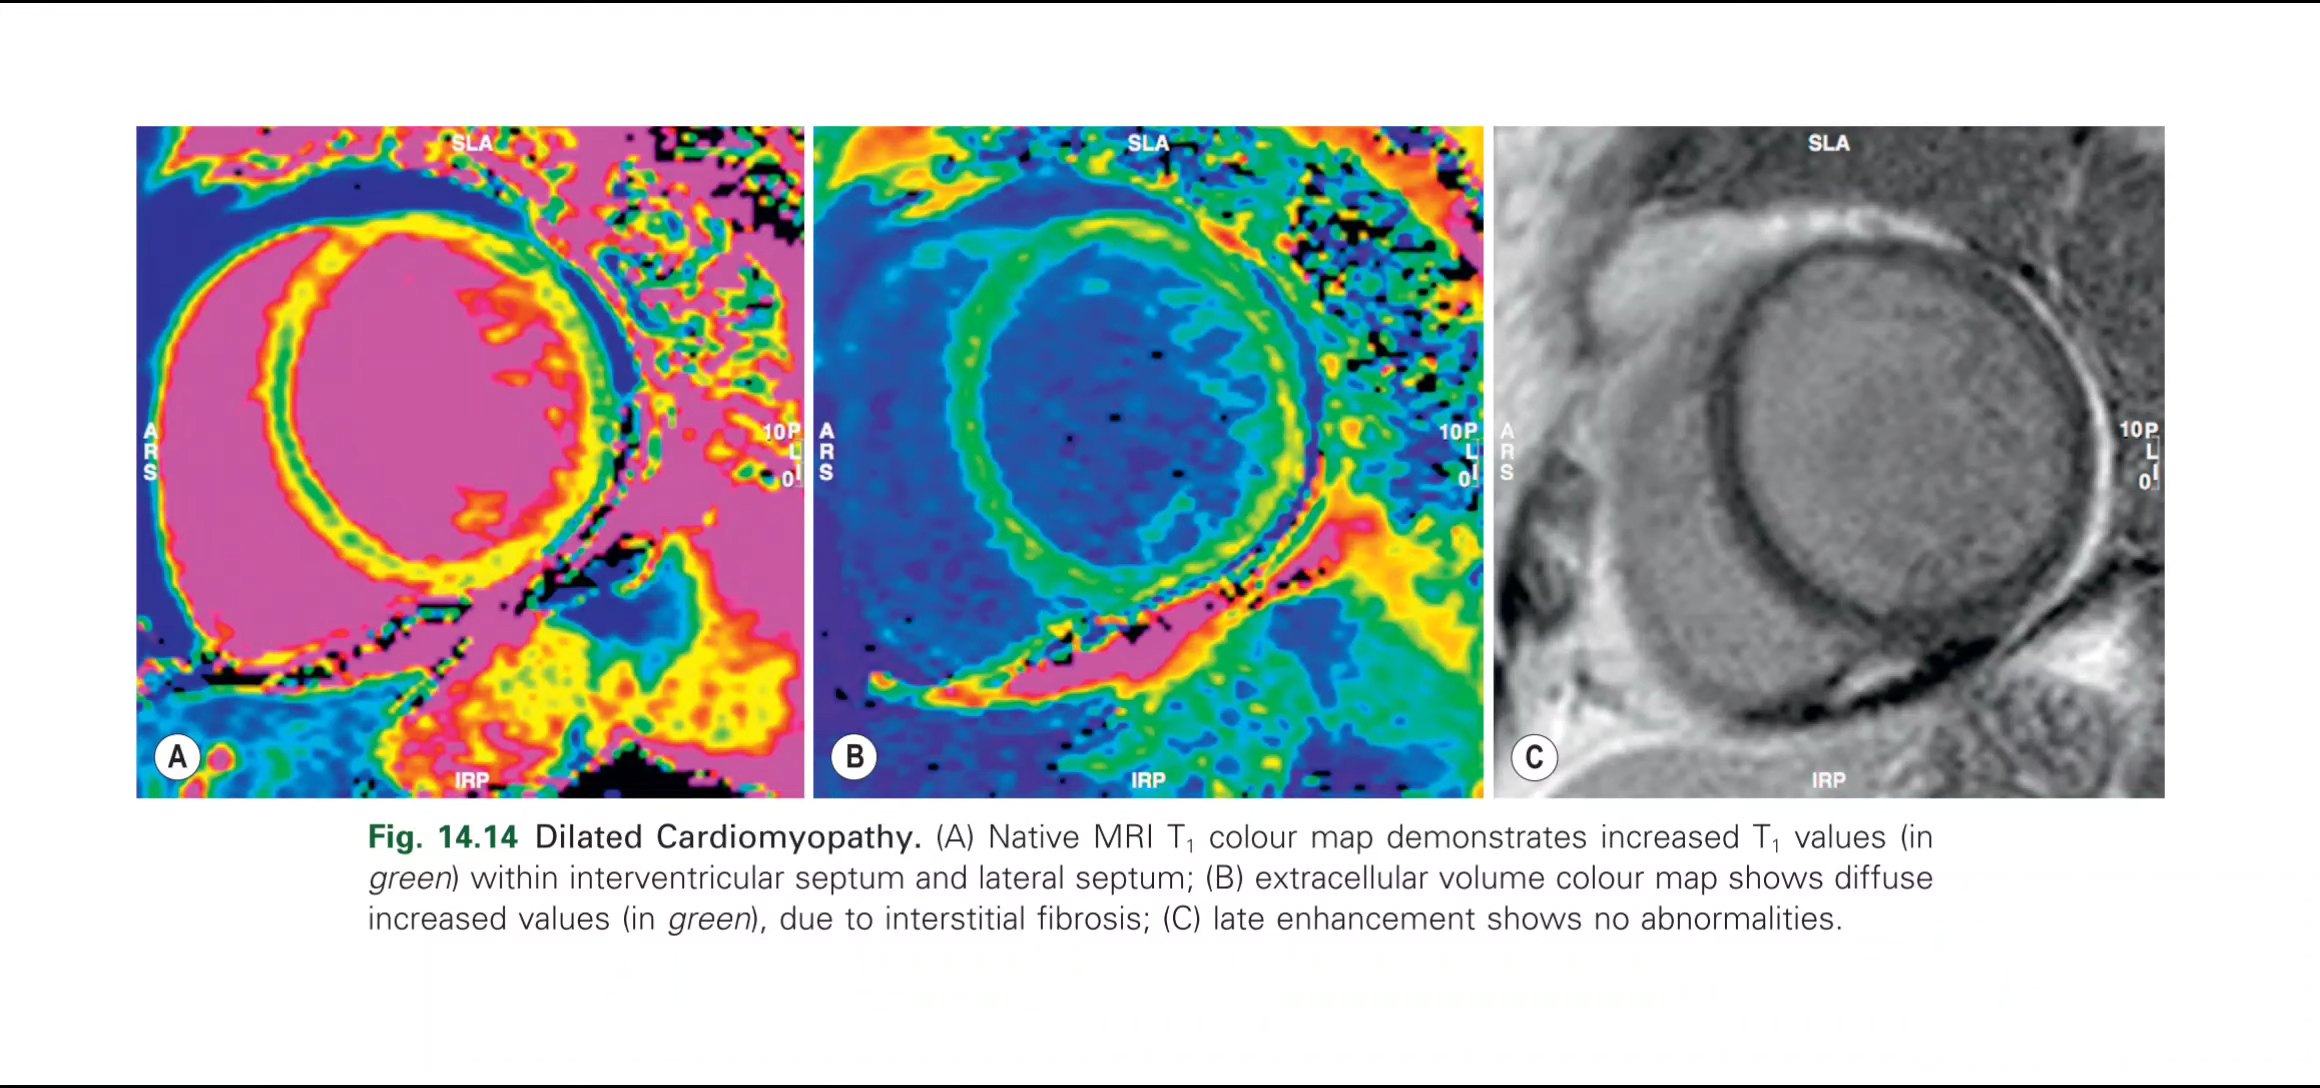 SLA
SLA
SLA
A
R
S
10P
L
0
A
R
S
10P
L
0
A
R
S
10P
L
0
A
B
C
IRP
IRP
IRP
Fig. 14.14 Dilated Cardiomyopathy. (A) Native MRI T₁ colour map demonstrates increased T₁ values (in
green) within interventricular septum and lateral septum; (B) extracellular volume colour map shows diffuse
increased values (in green), due to interstitial fibrosis; (C) late enhancement shows no abnormalities.